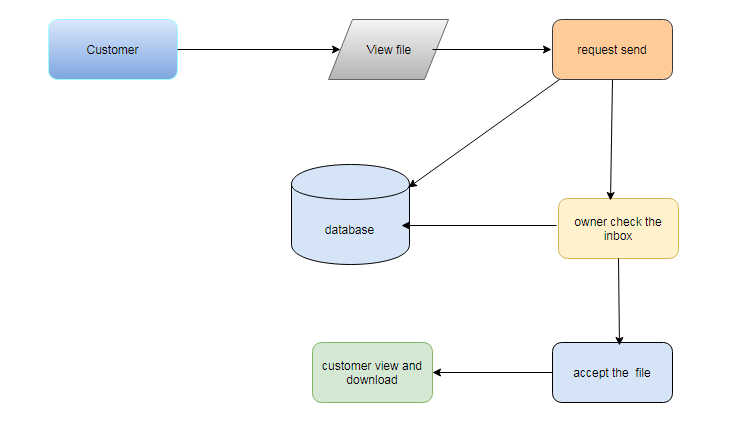 Customer
View file
request send
database
owner check the
inbox
customer view and
download
accept the  file